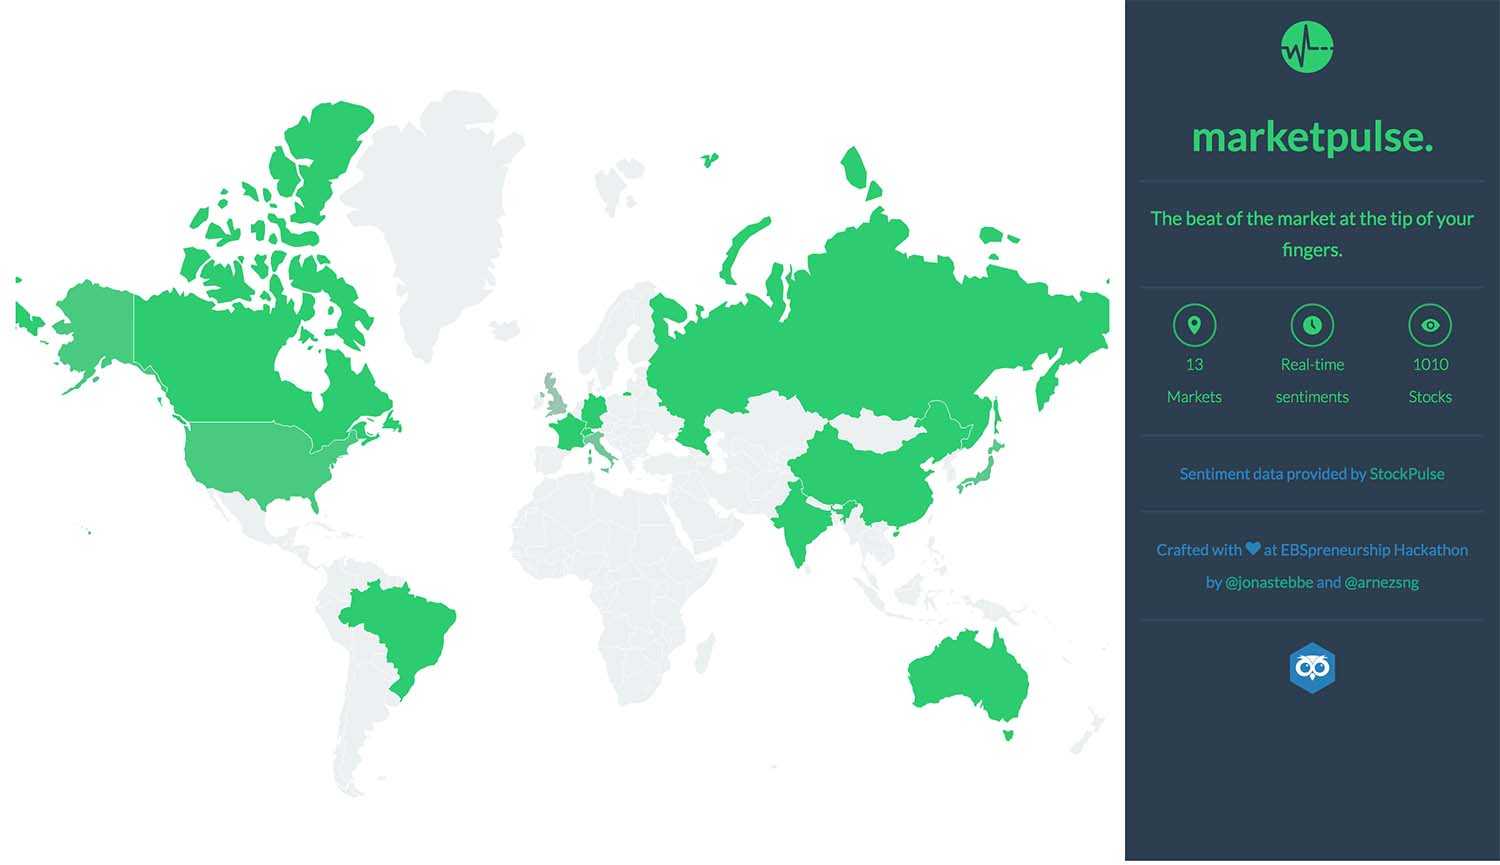 marketpulse.
The beat of the market at the tip of your
fingers.
13
Markets
Real-time
sentiments
1010
Stocks
Sentiment data provided by StockPulse
Crafted with ♥ at EBSpreneurship Hackathon
by @jonastebbe and @arnezsng